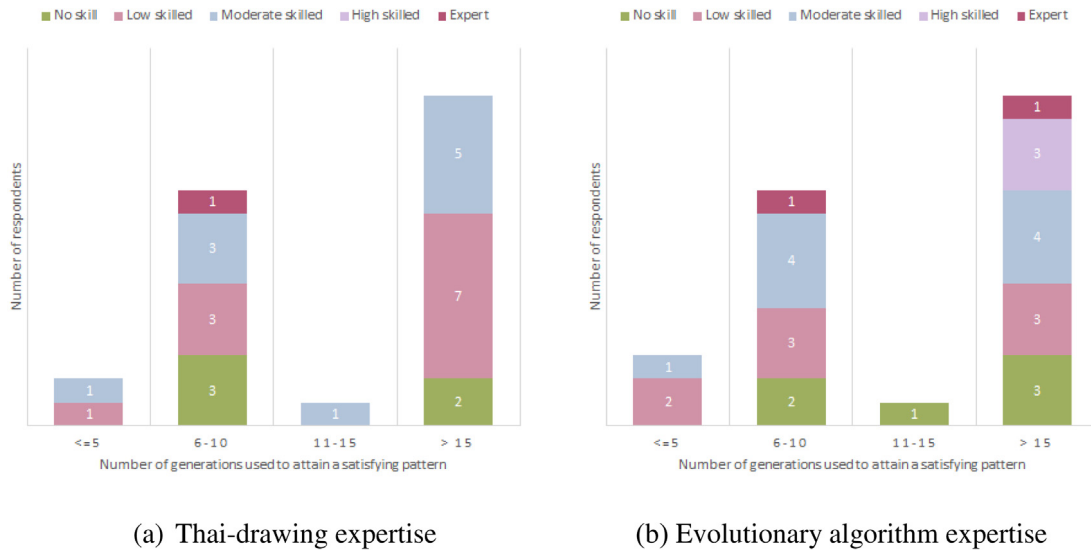 No skill Low skilled Moderate skilled High skilled Expert
Number of respondents
1
3
3
3
1
1
1
5
7
2
<=5 6-10 11-15 > 15
Number of generations used to attain a satisfying pattern
(a) Thai-drawing expertise
No skill Low skilled Moderate skilled High skilled Expert
Number of respondents
1
4
3
2
1
2
1
1
3
4
3
3
<=5 6-10 11-15 > 15
Number of generations used to attain a satisfying pattern
(b) Evolutionary algorithm expertise